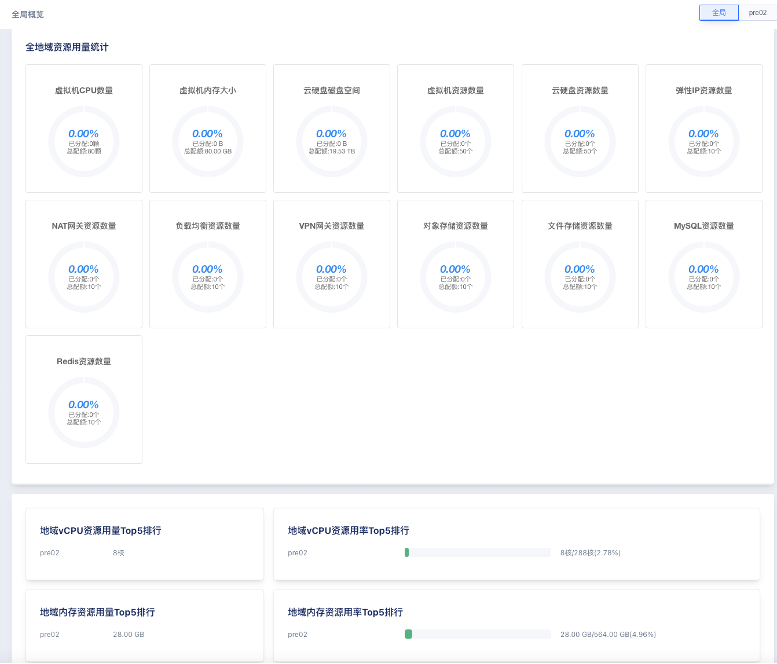 全局概览
全局 pre02
全地域资源用量统计
虚拟机CPU数量
0.00%
已分配:0颗
总配额:80颗
虚拟机内存大小
0.00%
已分配:0 B
总配额:80.00 GB
云硬盘磁盘空间
0.00%
已分配:0 B
总配额:19.53 TB
虚拟机资源数量
0.00%
已分配:0个
总配额:50个
云硬盘资源数量
0.00%
已分配:0个
总配额:50个
弹性IP资源数量
0.00%
已分配:0个
总配额:10个
NAT网关资源数量
0.00%
已分配:0个
总配额:10个
负载均衡资源数量
0.00%
已分配:0个
总配额:10个
VPN网关资源数量
0.00%
已分配:0个
总配额:10个
对象存储资源数量
0.00%
已分配:0个
总配额:10个
文件存储资源数量
0.00%
已分配:0个
总配额:10个
MySQL资源数量
0.00%
已分配:0个
总配额:10个
Redis资源数量
0.00%
已分配:0个
总配额:10个
地域vCPU资源用量Top5排行
pre02 8核
地域vCPU资源用率Top5排行
pre02 8核/288核(2.78%)
地域内存资源用量Top5排行
pre02 28.00 GB
地域内存资源用率Top5排行
pre02 28.00 GB/564.00 GB(4.96%)